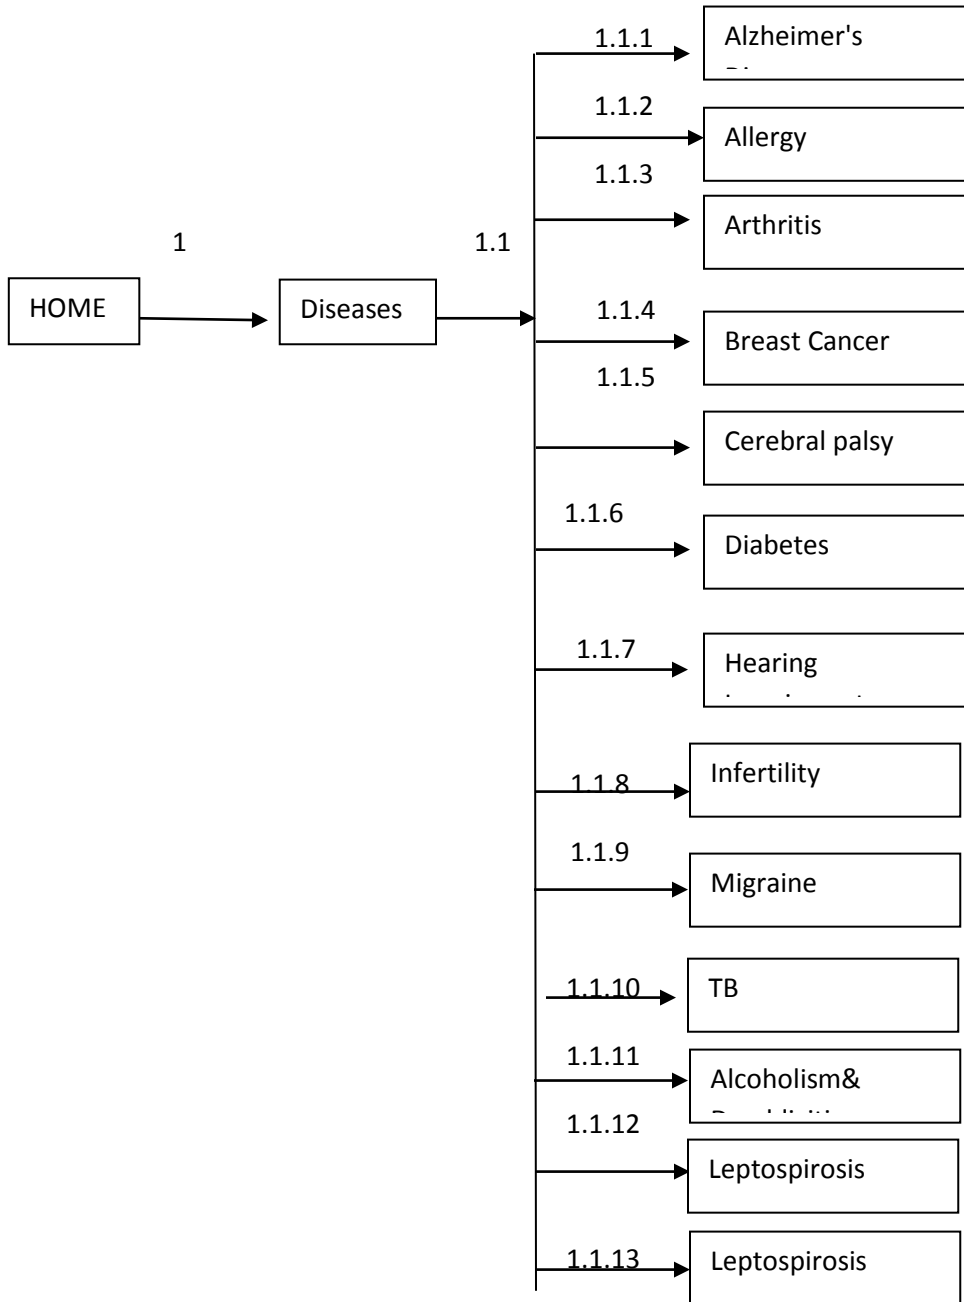 1.1.1
Alzheimer's
1.1.2
Allergy
1.1.3
Arthritis
1
1.1
HOME
Diseases
1.1.4
Breast Cancer
1.1.5
Cerebral palsy
1.1.6
Diabetes
1.1.7
Hearing
1.1.8
Infertility
1.1.9
Migraine
1.1.10
TB
1.1.11
Alcoholism&
1.1.12
Leptospirosis
1.1.13
Leptospirosis